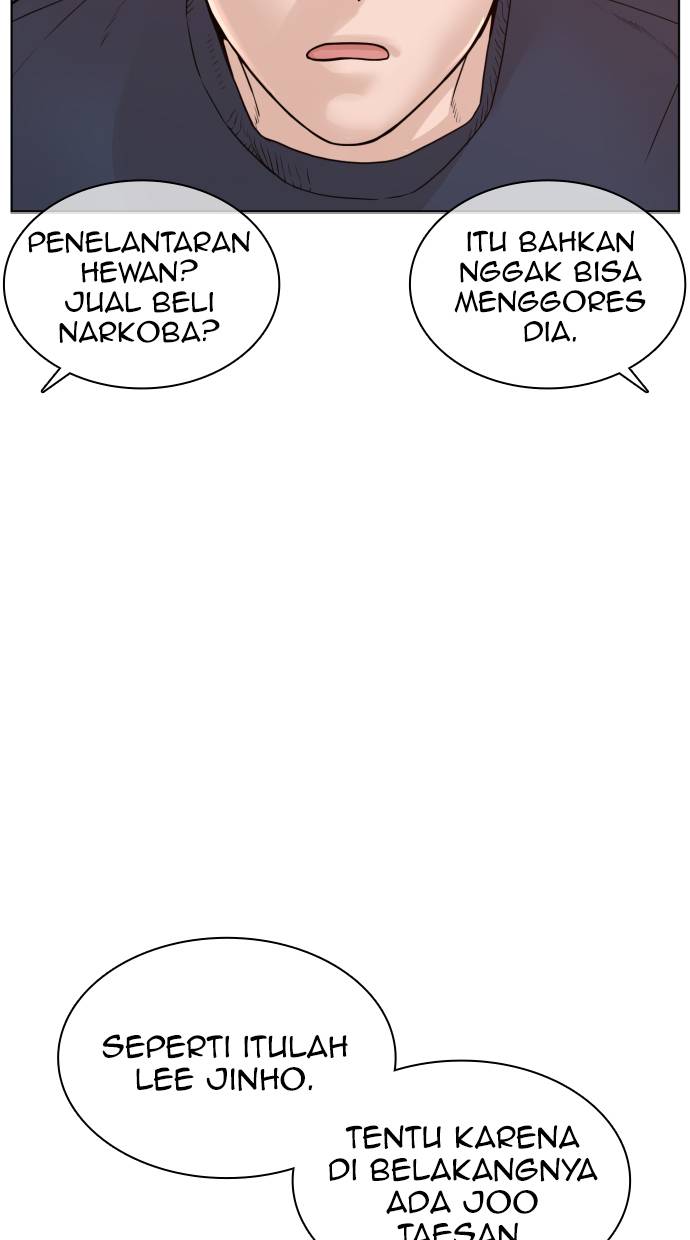 PENELANTARAN
HEWAN?
JUAL BELI
NARKOBA?
ITU BAHKAN
NGGAK BISA
MENGGORES
DIA.
SEPERTI ITULAH
LEE JINHO.
TENTU KARENA
DI BELAKANGNYA
ADA JOO
TAESAN